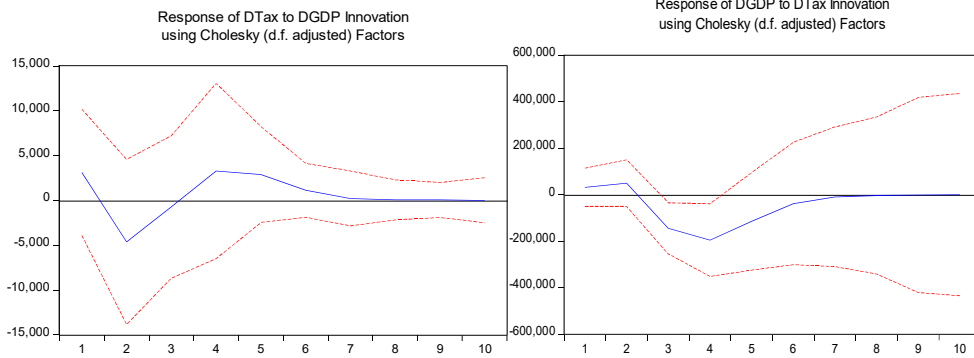 Response of DTax to DGDP Innovation
using Cholesky (d.f. adjusted) Factors
15,000
10,000
5,000
0
-5,000
-10,000
-15,000
1 2 3 4 5 6 7 8 9 10
Response of DGDP to DTax Innovation
using Cholesky (d.f. adjusted) Factors
600,000
400,000
200,000
0
-200,000
-400,000
-600,000
1 2 3 4 5 6 7 8 9 10